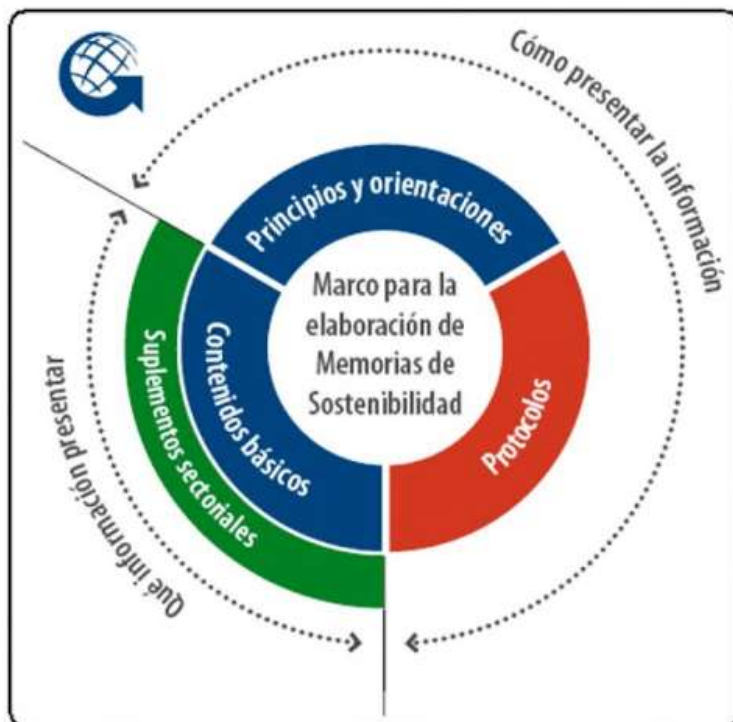 Cómo presentar la información
Principios y orientaciones
Marco para la
elaboración de
Memorias de
Sostenibilidad
Contenidos básicos
Suplementos sectoriales
Protocolos
Qué información presentar